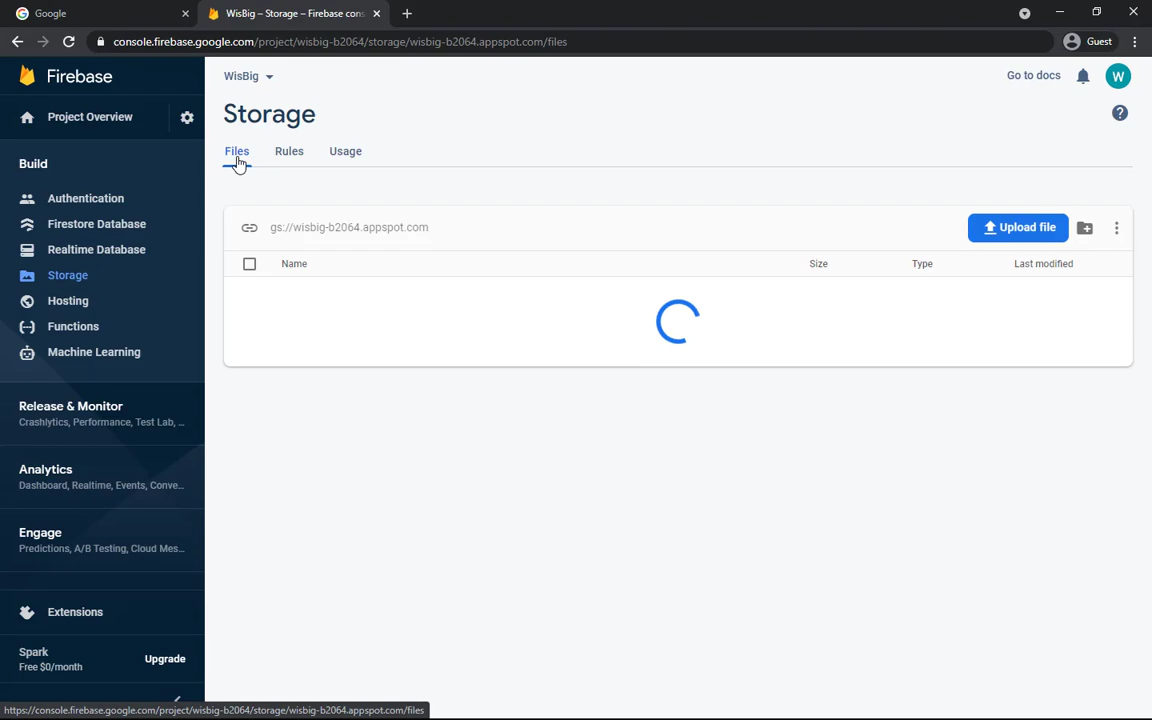 Google
WisBig – Storage – Firebase cons
console.firebase.google.com/project/wisbig-b2064/storage/wisbig-b2064.appspot.com/files
Guest
Firebase
WisBig
Go to docs
W
Project Overview
Storage
?
Files
Rules
Usage
Build
Authentication
Firestore Database
Realtime Database
Storage
Hosting
Functions
Machine Learning
gs://wisbig-b2064.appspot.com
Upload file
Name
Size
Type
Last modified
Release & Monitor
Crashlytics, Performance, Test Lab, ...
Analytics
Dashboard, Realtime, Events, Conve...
Engage
Predictions, A/B Testing, Cloud Mes...
Extensions
Spark
Free $0/month
Upgrade
https://console.firebase.google.com/project/wisbig-b2064/storage/wisbig-b2064.appspot.com/files